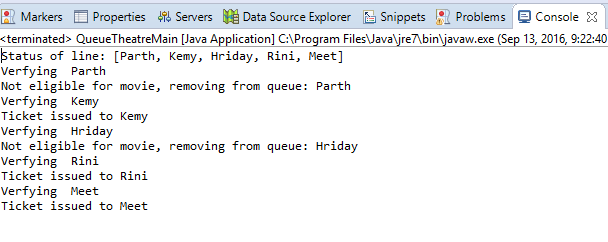 Markers Properties Servers Data Source Explorer Snippets Problems Console
<terminated> QueueTheatreMain [Java Application] C:\Program Files\Java\jre7\bin\javaw.exe (Sep 13, 2016, 9:22:40
Status of line: [Parth, Kemy, Hriday, Rini, Meet]
Verfying  Parth
Not eligible for movie, removing from queue: Parth
Verfying  Kemy
Ticket issued to Kemy
Verfying  Hriday
Not eligible for movie, removing from queue: Hriday
Verfying  Rini
Ticket issued to Rini
Verfying  Meet
Ticket issued to Meet